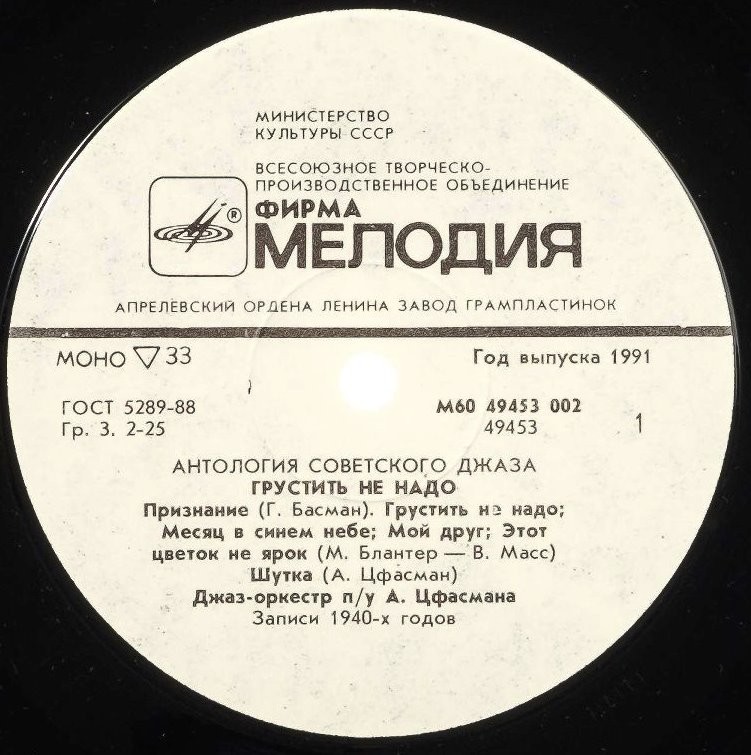 МИНИСТЕРСТВО
КУЛЬТУРЫ СССР
ВСЕСОЮЗНОЕ ТВОРЧЕСКО-
ПРОИЗВОДСТВЕННОЕ ОБЪЕДИНЕНИЕ
®
ФИРМА
МЕЛОДИЯ
АПРЕЛЕВСКИЙ ОРДЕНА ЛЕНИНА ЗАВОД ГРАМПЛАСТИНОК
МОНО ▽ 33
Год выпуска 1991
ГОСТ 5289-88
М60 49453 002
Гр. 3. 2-25
49453
1
АНТОЛОГИЯ СОВЕТСКОГО ДЖАЗА
ГРУСТИТЬ НЕ НАДО
Признание (Г. Басман). Грустить не надо;
Месяц в синем небе; Мой друг; Этот
цветок не ярок (М. Блантер — В. Масс)
Шутка (А. Цфасман)
Джаз-оркестр п/у А. Цфасмана
Записи 1940-х годов